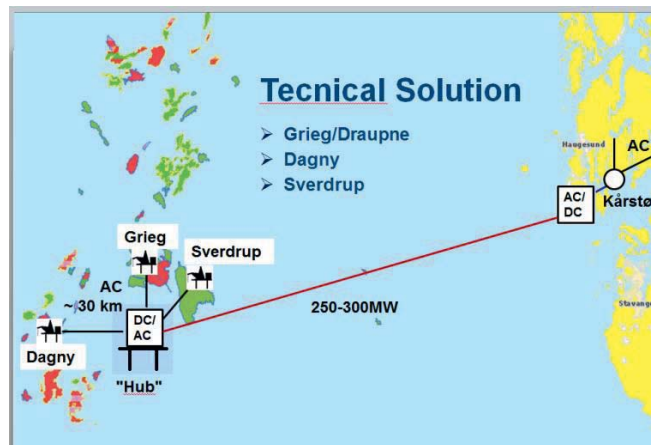 Tecnical Solution
Grieg/Draupne
Dagny
Sverdrup
Haugesund
AC
AC/
DC
Kårstø
Grieg
Sverdrup
AC
~ 30 km
DC/
AC
250-300MW
Stavange
Dagny
"Hub"